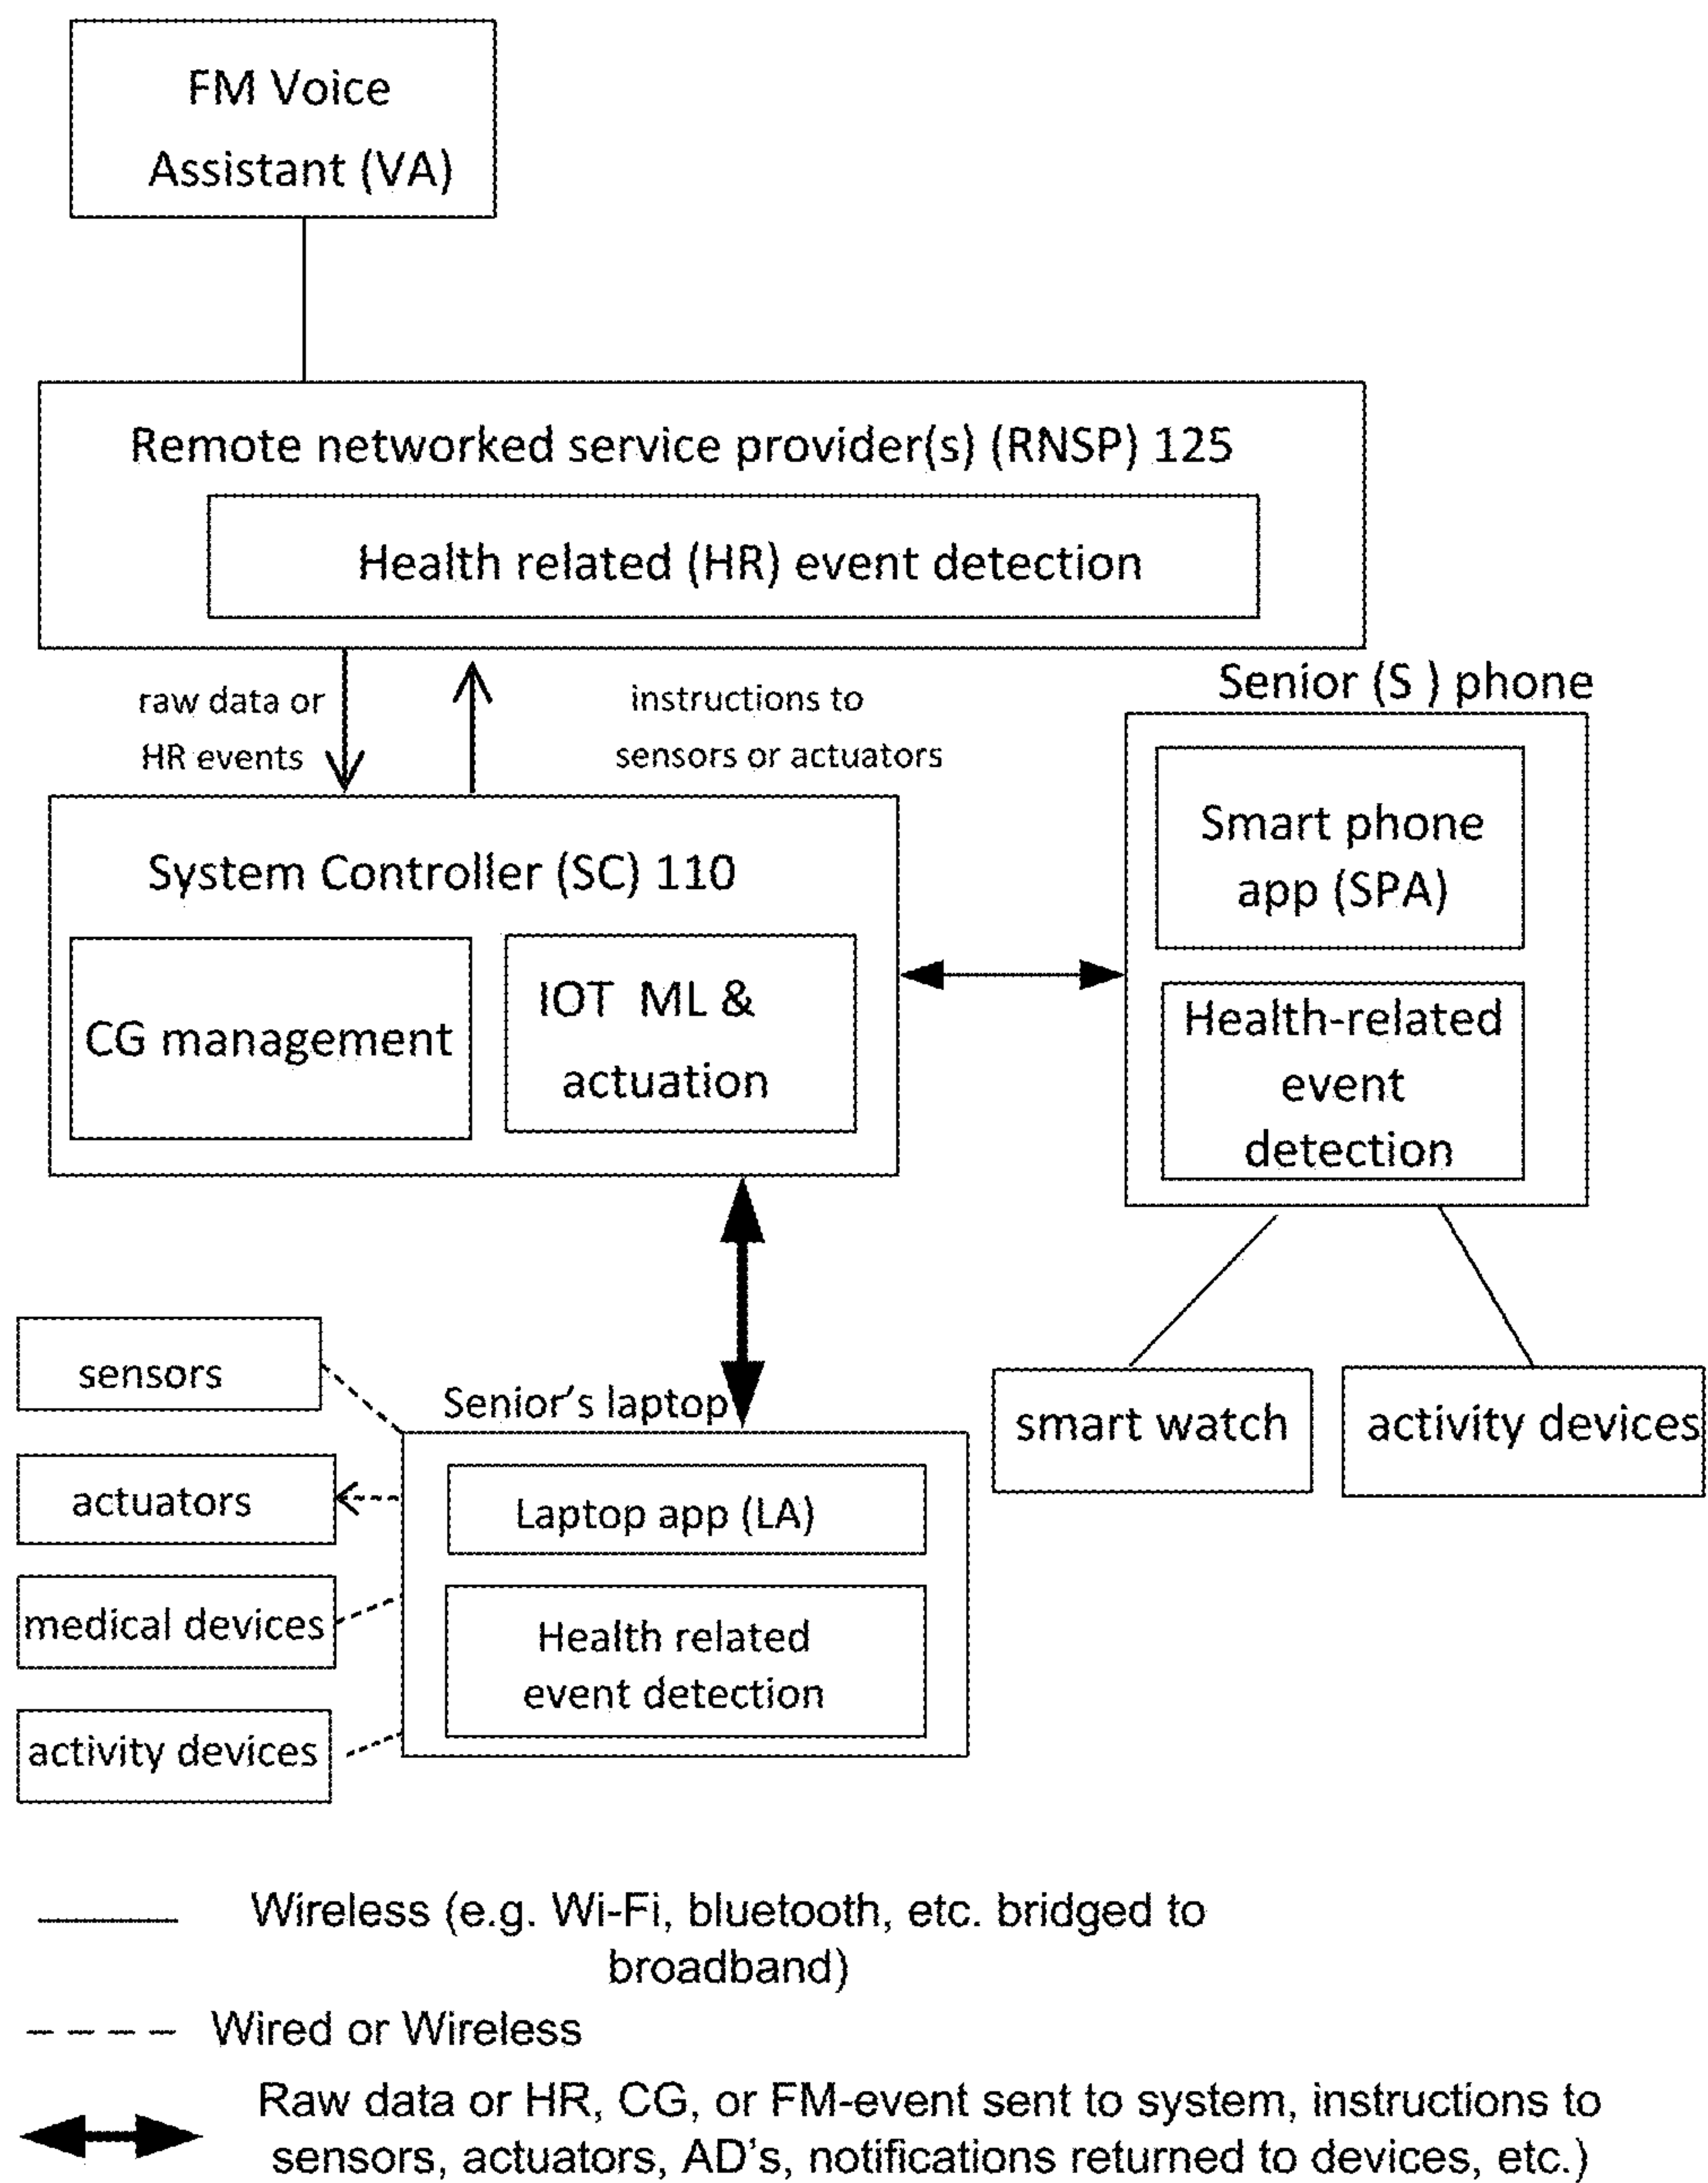 FM Voice
Assistant (VA)
Remote networked service provider(s) (RNSP) 125
Health related (HR) event detection
raw data or
HR events
instructions to
sensors or actuators
Senior (S ) phone
Smart phone
app (SPA)
Health-related
event
detection
System Controller (SC) 110
CG management
IOT ML &
actuation
smart watch
activity devices
sensors
actuators
medical devices
activity devices
Senior's laptop
Laptop app (LA)
Health related
event detection
Wireless (e.g. Wi-Fi, bluetooth, etc. bridged to
broadband)
Wired or Wireless
Raw data or HR, CG, or FM-event sent to system, instructions to
sensors, actuators, AD's, notifications returned to devices, etc.)